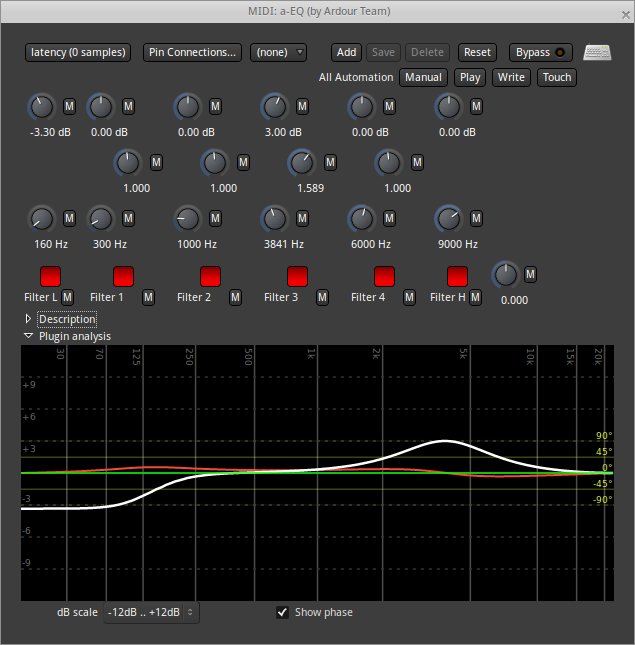 MIDI: a-EQ (by Ardour Team)
latency (0 samples) Pin Connections... (none) Add Save Delete Reset Bypass
All Automation Manual Play Write Touch
M M M M M M
-3.30 dB 0.00 dB 0.00 dB 3.00 dB 0.00 dB 0.00 dB
M M M M
1.000 1.000 1.589 1.000
M M M M M M
160 Hz 300 Hz 1000 Hz 3841 Hz 6000 Hz 9000 Hz
M
Filter L M Filter 1 M Filter 2 M Filter 3 M Filter 4 M Filter H M 0.000
Description
Plugin analysis
30 70 125 250 500 1k 2k 5k 10k 15k 20k
+9
+6
90°
+3 45°
0°
-45°
-3 -90°
-6
-9
dB scale -12dB .. +12dB Show phase